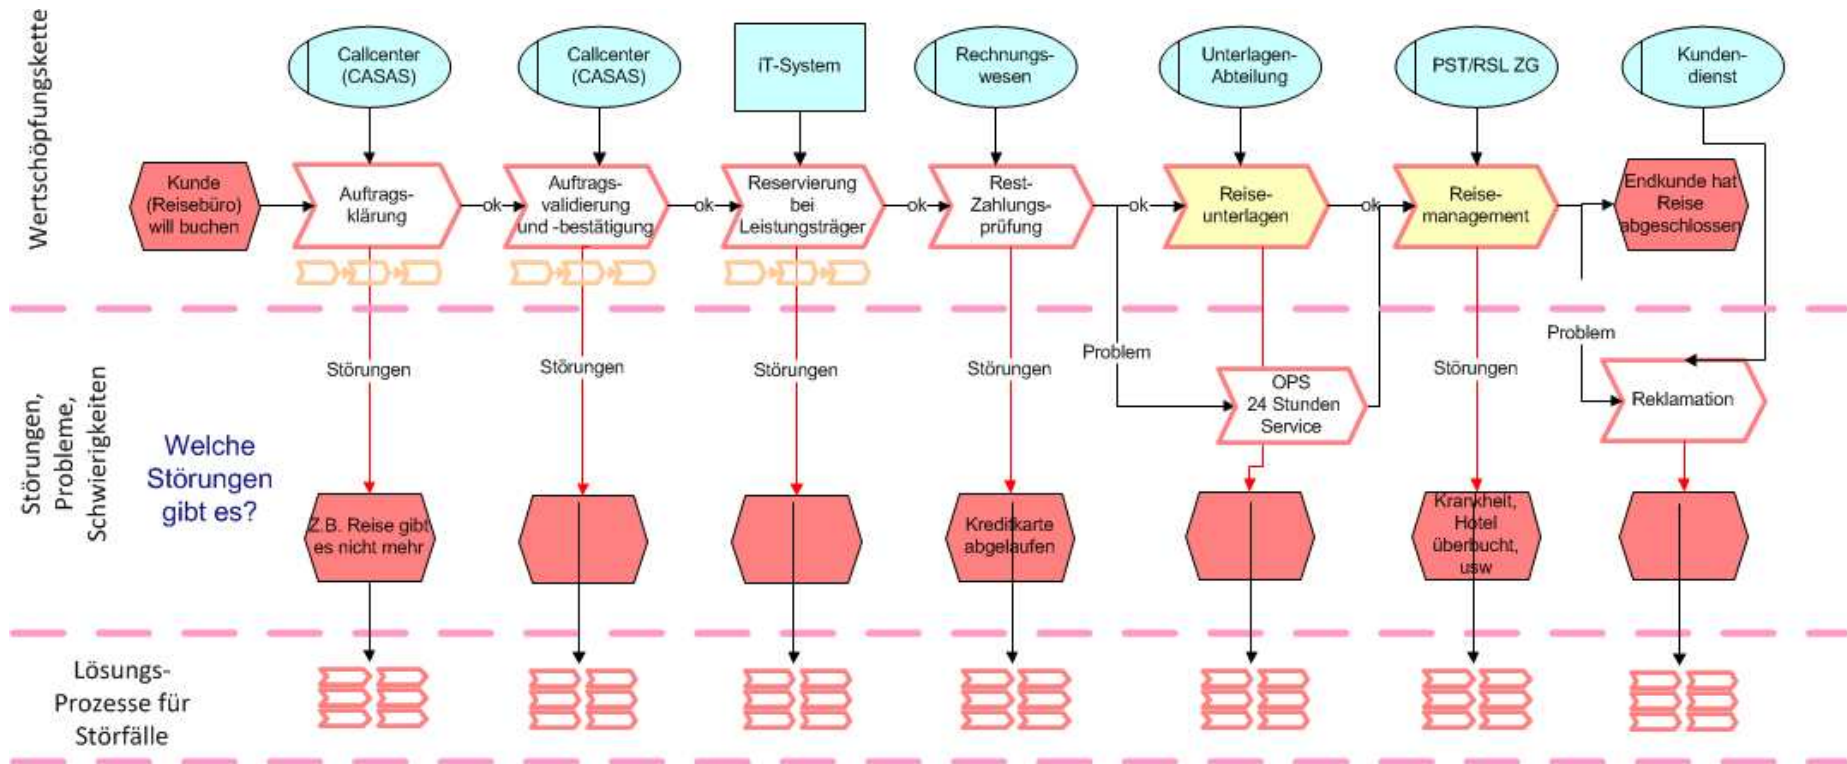 Wertschöpfungskette
Callcenter
(CASAS)
Callcenter
(CASAS)
iT-System
Rechnungs-
wesen
Unterlagen-
Abteilung
PST/RSL ZG
Kunden-
dienst
Kunde
(Reisebüro)
will buchen
Auftrags-
klärung
ok
Auftrags-
validierung
und -bestätigung
ok
Reservierung
bei
Leistungsträger
ok
Rest-
Zahlungs-
prüfung
ok
Reise-
unterlagen
ok
Reise-
management
Endkunde hat
Reise
abgeschlossen
Störungen,
Probleme,
Schwierigkeiten
Welche
Störungen
gibt es?
Störungen
Störungen
Störungen
Störungen
Problem
OPS
24 Stunden
Service
Störungen
Problem
Reklamation
Z.B. Reise gibt
es nicht mehr
Kreditkarte
abgelaufen
Krankheit,
Hotel
überbucht,
usw
Lösungs-
Prozesse für
Störfälle